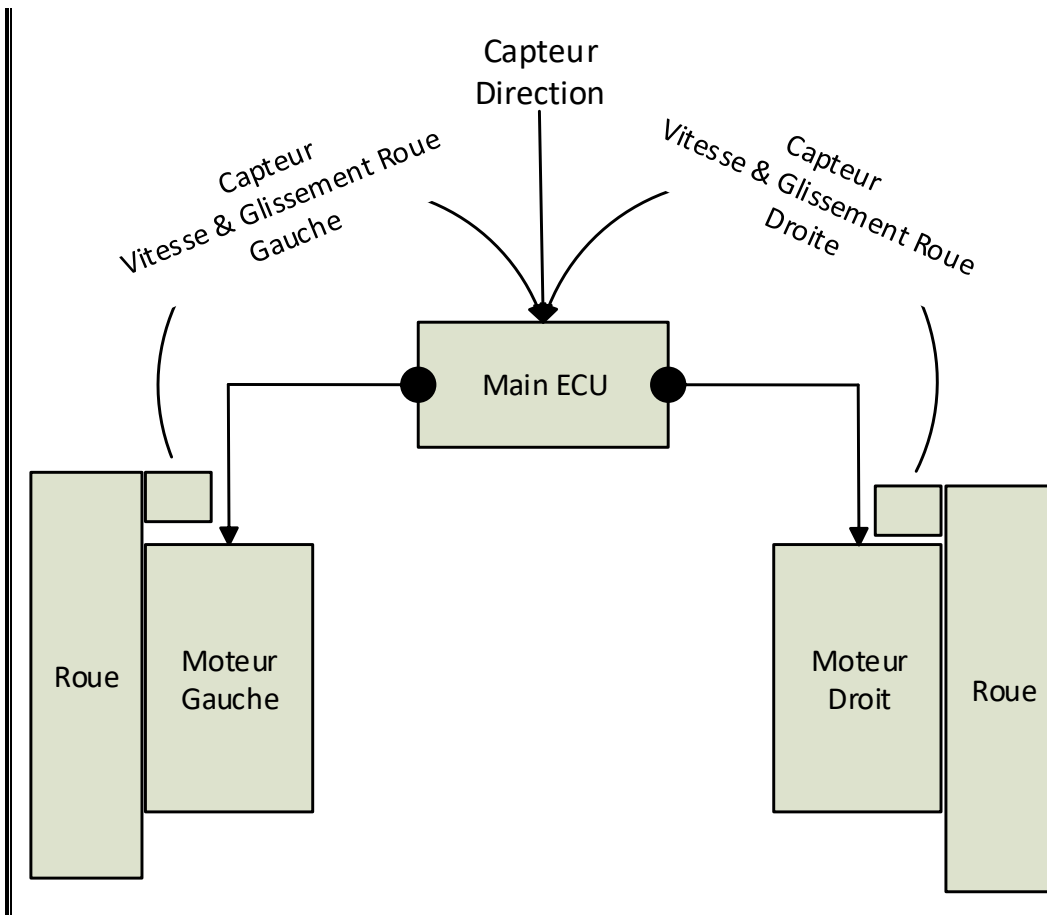 Capteur
Direction
Capteur
Vitesse & Glissement Roue
Gauche
Capteur
Vitesse & Glissement Roue
Droite
Main ECU
Roue
Moteur
Gauche
Moteur
Droit
Roue